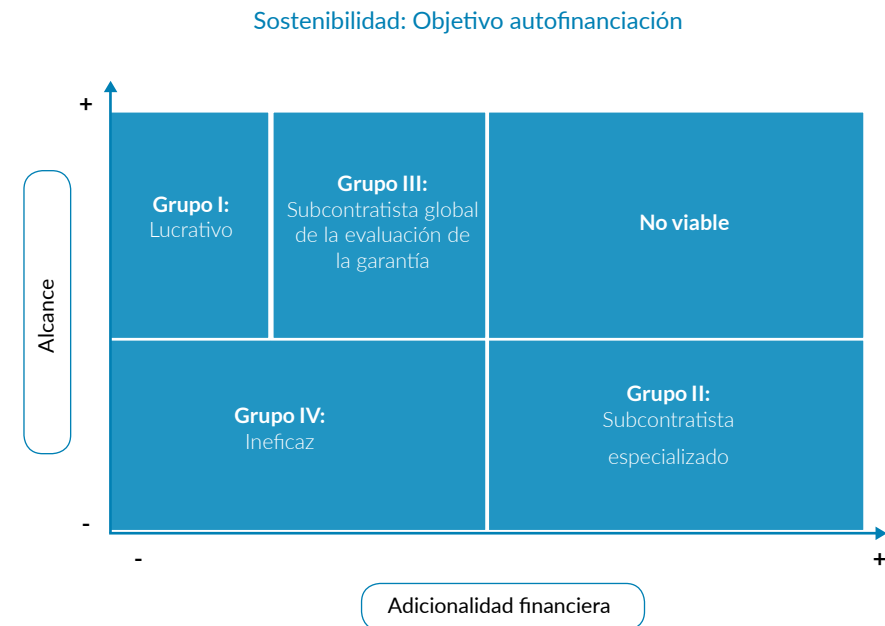 Sostenibilidad: Objetivo autofinanciación
+
Alcance
-
Grupo I:
Lucrativo
Grupo III:
Subcontratista global
de la evaluación de
la garantía
No viable
Grupo IV:
Ineficaz
Grupo II:
Subcontratista
especializado
-
+
Adicionalidad financiera